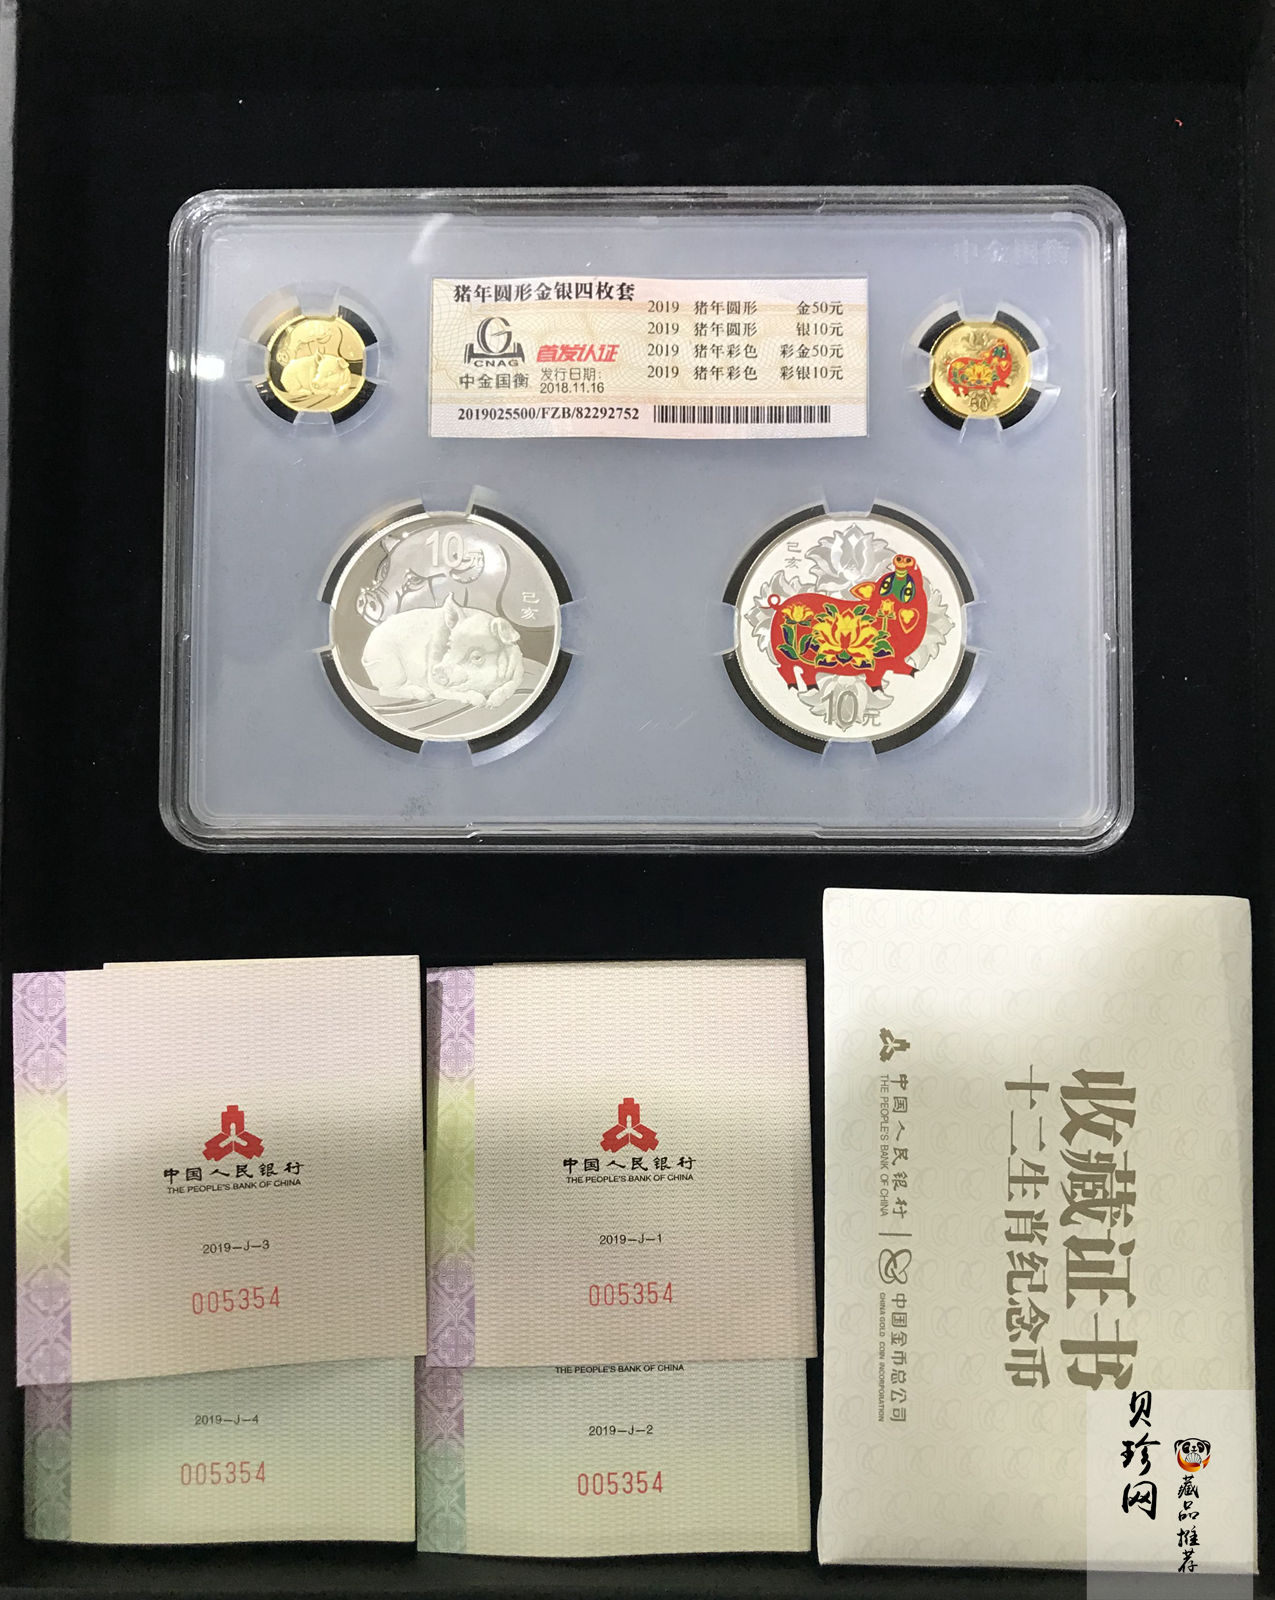 猪年圆形金银四枚套
CNAG
中金国衡
首发认证
发行日期:
2018.11.16
2019 猪年圆形 金50元
2019 猪年圆形 银10元
2019 猪年彩色 彩金50元
2019 猪年彩色 彩银10元
2019025500/FZB/82292752
50
10元
己亥
己亥
10元
中国人民银行
THE PEOPLE'S BANK OF CHINA
2019-J-3
005354
中国人民银行
THE PEOPLE'S BANK OF CHINA
2019-J-1
005354
2019-J-4
005354
THE PEOPLE'S BANK OF CHINA
2019-J-2
005354
收藏证书
十二生肖纪念币
中国人民银行
THE PEOPLE'S BANK OF CHINA
中国金币总公司
CHINA GOLD COIN INCORPORATION
贝珍网
藏品推荐